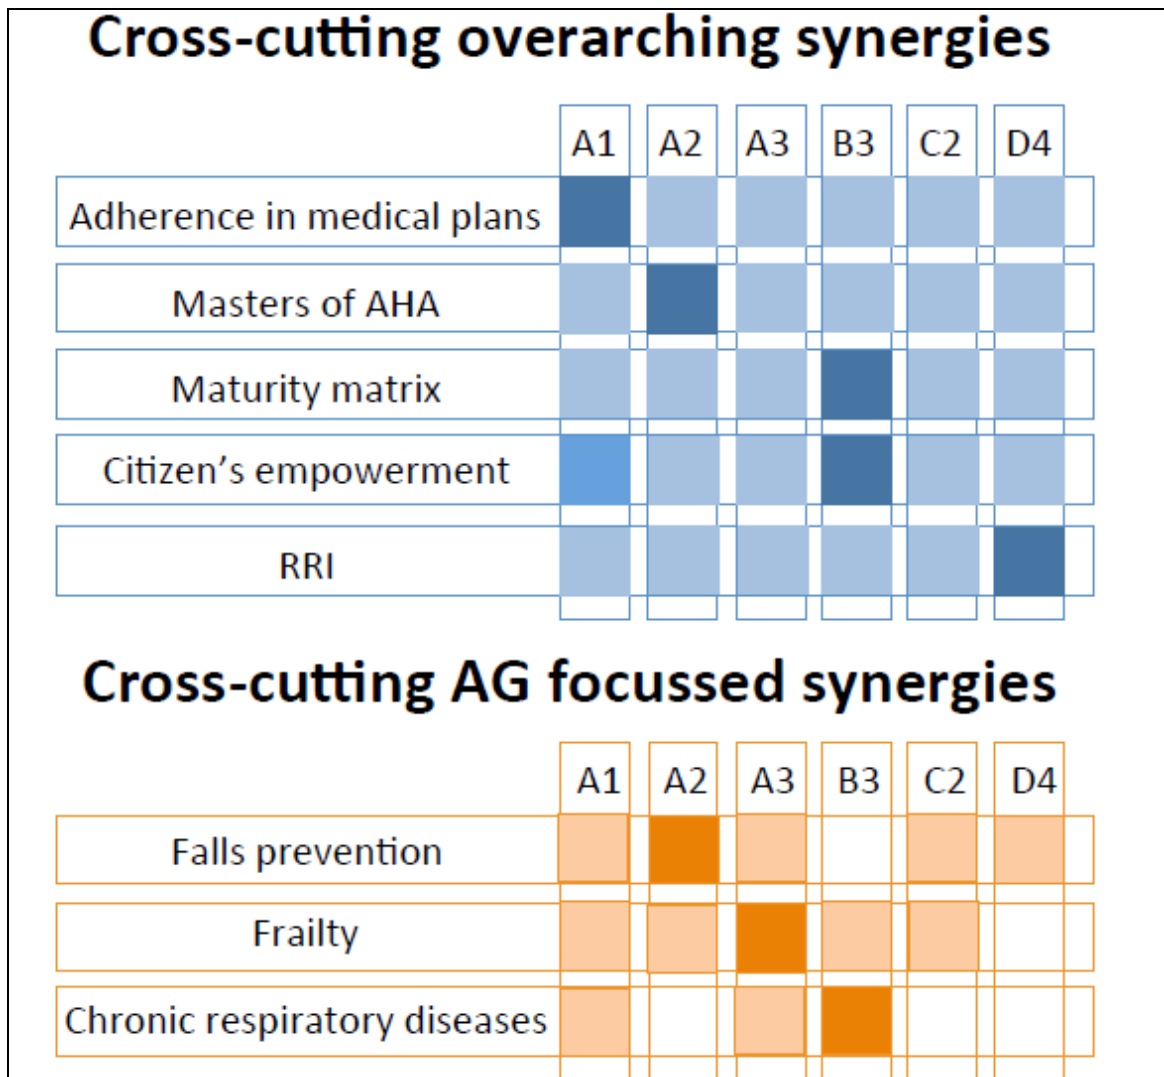 Cross-cutting overarching synergies
A1 A2 A3 B3 C2 D4
Adherence in medical plans
Masters of AHA
Maturity matrix
Citizen’s empowerment
RRI
Cross-cutting AG focussed synergies
A1 A2 A3 B3 C2 D4
Falls prevention
Frailty
Chronic respiratory diseases